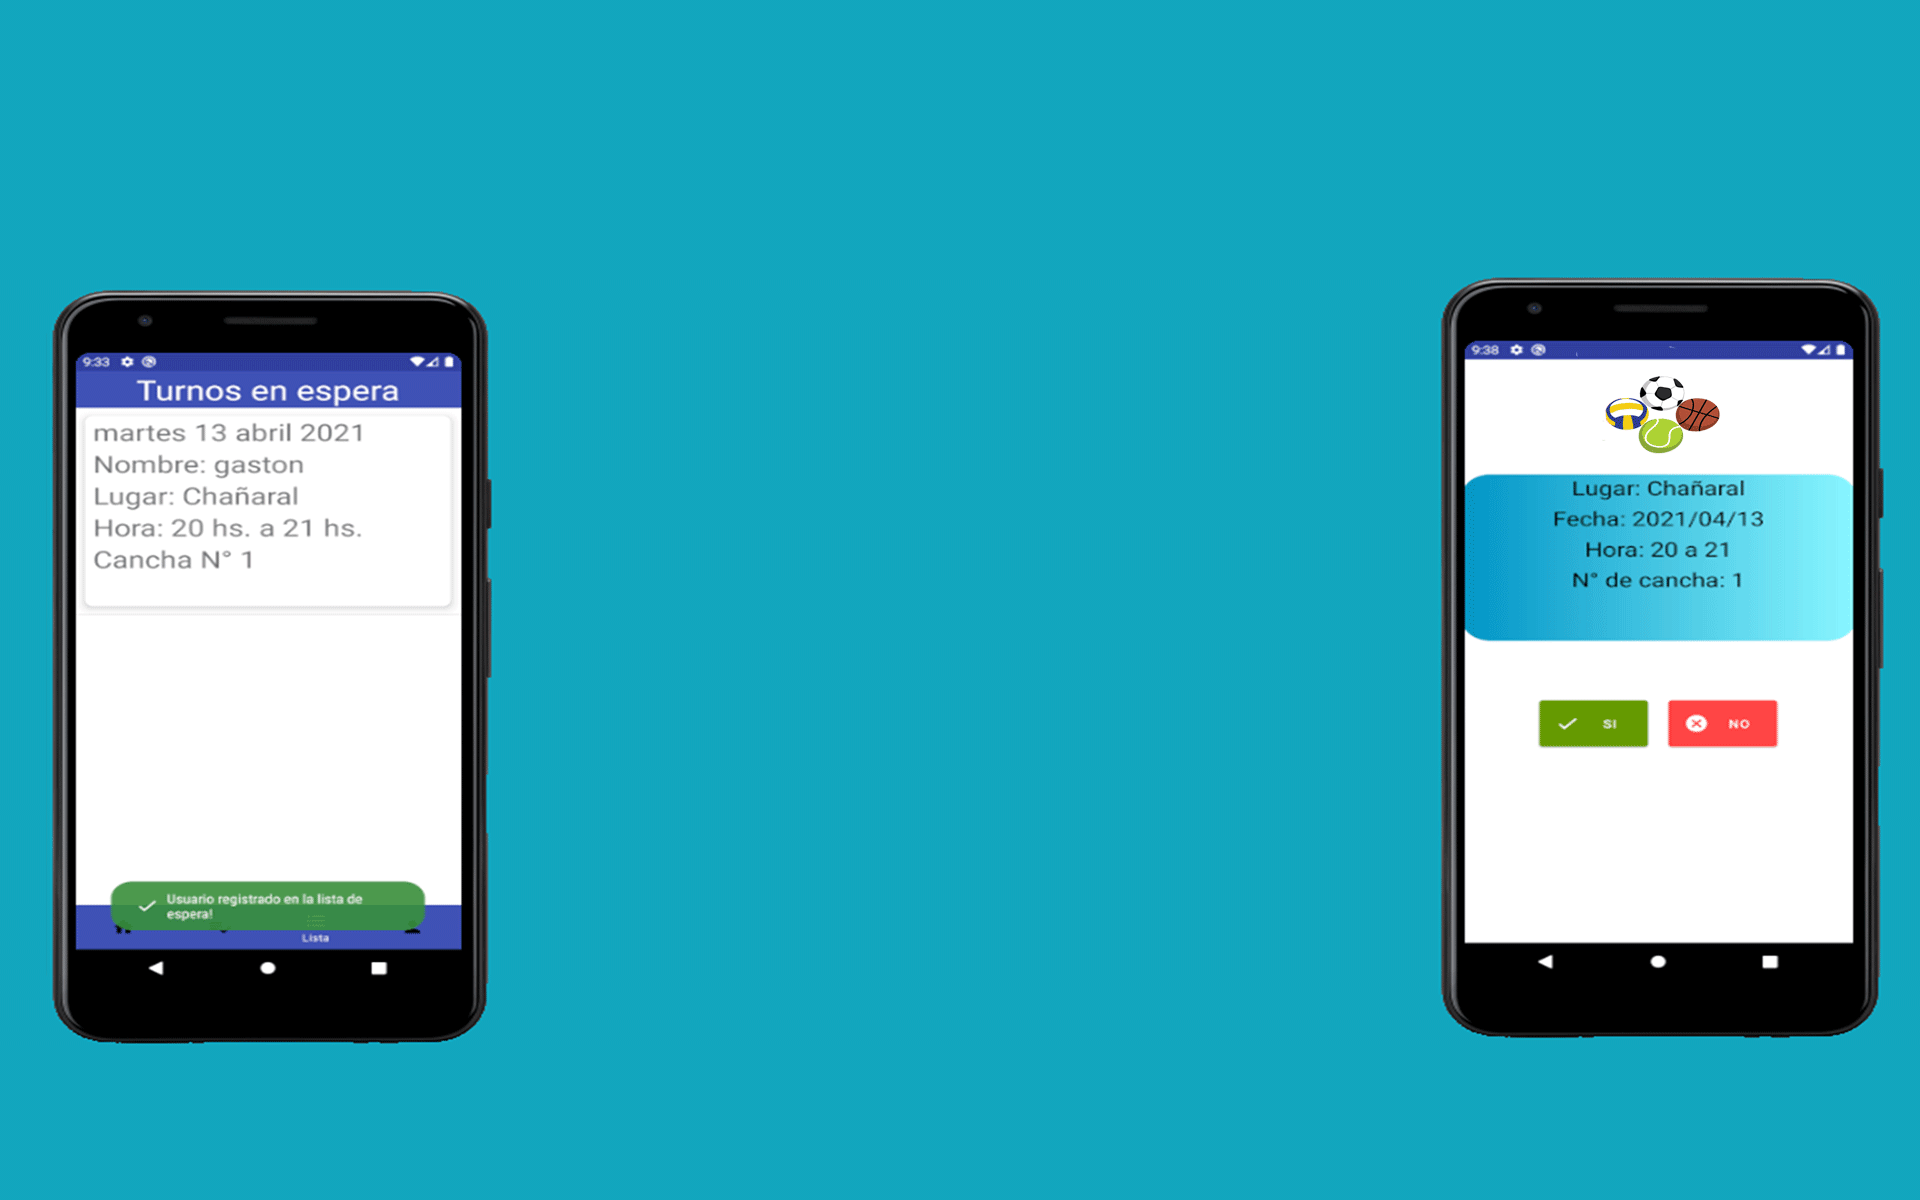 9:33
Turnos en espera
martes 13 abril 2021
Nombre: gaston
Lugar: Chañaral
Hora: 20 hs. a 21 hs.
Cancha N° 1
Usuario registrado en la lista de
espera!
Lista
9:38
Lugar: Chañaral
Fecha: 2021/04/13
Hora: 20 a 21
N° de cancha: 1
SI
NO